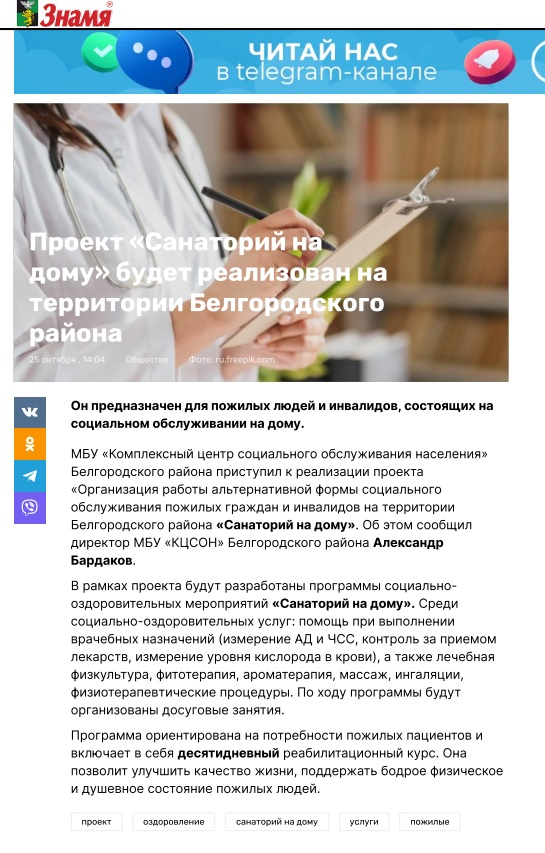 Знамя®
ЧИТАЙ НАС
в telegram-канале
Проект «Санаторий на
дому» будет реализован на
территории Белгородского
района
25 октября , 14:04 Общество Фото: ru.freepik.com
Он предназначен для пожилых людей и инвалидов, состоящих на
социальном обслуживании на дому.
МБУ «Комплексный центр социального обслуживания населения»
Белгородского района приступил к реализации проекта
«Организация работы альтернативной формы социального
обслуживания пожилых граждан и инвалидов на территории
Белгородского района «Санаторий на дому». Об этом сообщил
директор МБУ «КЦСОН» Белгородского района Александр
Бардаков.
В рамках проекта будут разработаны программы социально-
оздоровительных мероприятий «Санаторий на дому». Среди
социально-оздоровительных услуг: помощь при выполнении
врачебных назначений (измерение АД и ЧСС, контроль за приемом
лекарств, измерение уровня кислорода в крови), а также лечебная
физкультура, фитотерапия, ароматерапия, массаж, ингаляции,
физиотерапевтические процедуры. По ходу программы будут
организованы досуговые занятия.
Программа ориентирована на потребности пожилых пациентов и
включает в себя десятидневный реабилитационный курс. Она
позволит улучшить качество жизни, поддержать бодрое физическое
и душевное состояние пожилых людей.
проект оздоровление санаторий на дому услуги пожилые